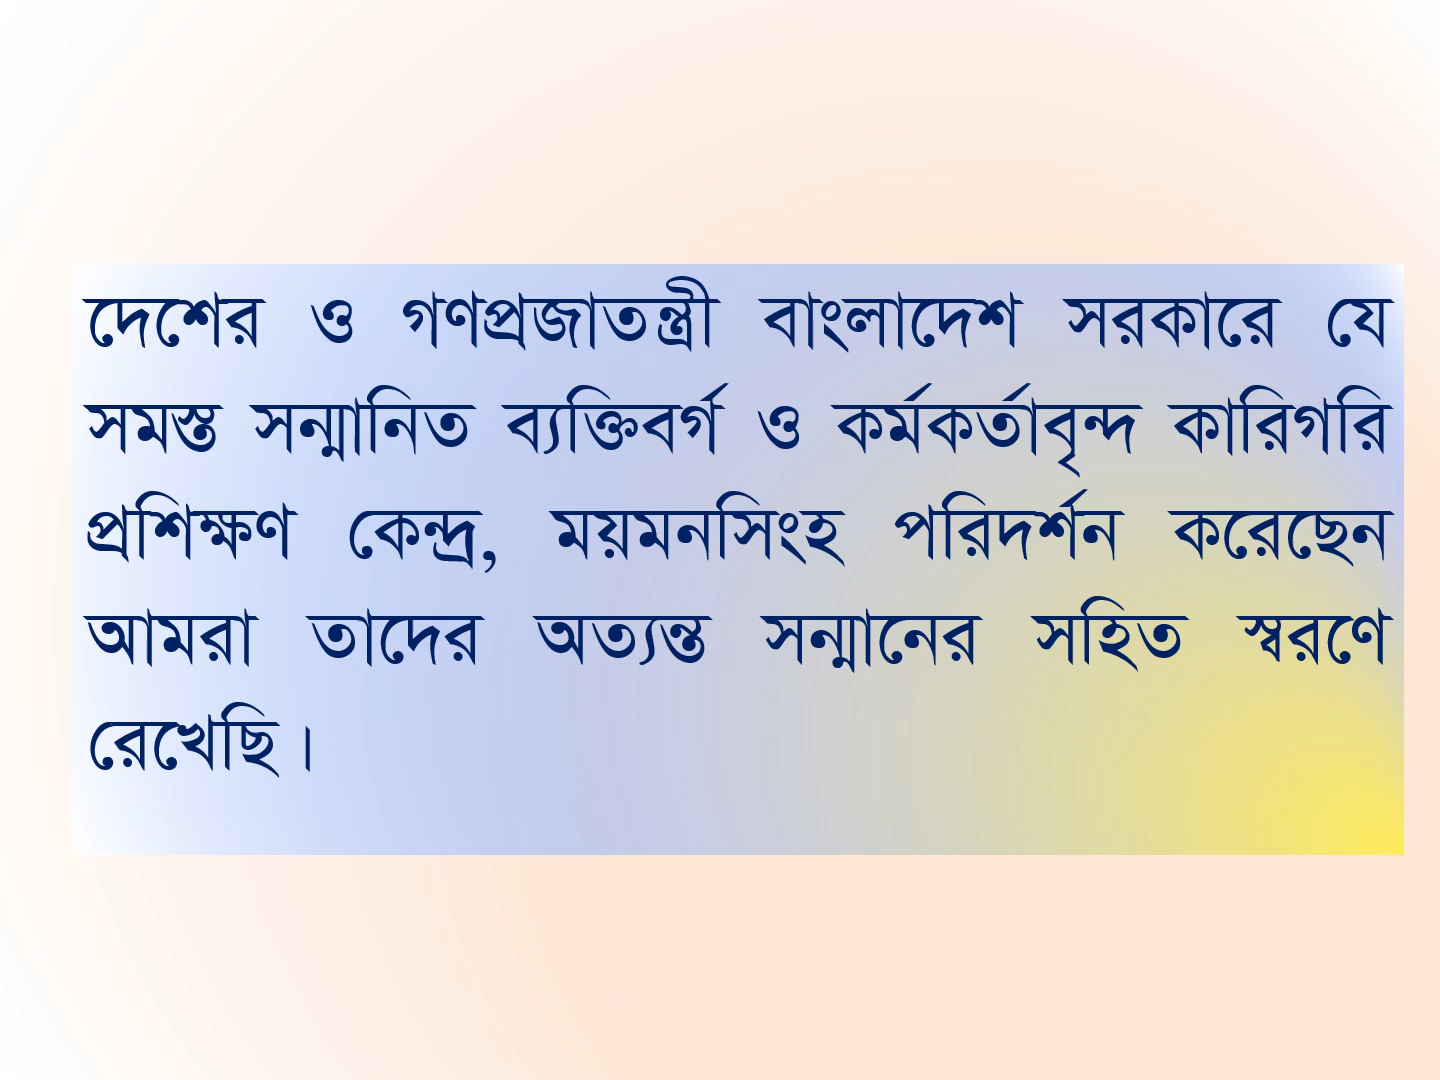 দেশের ও গণপ্রজাতন্ত্রী বাংলাদেশ সরকারে যে
সমস্ত সন্মানিত ব্যক্তিবর্গ ও কর্মকর্তাবৃন্দ কারিগরি
প্রশিক্ষণ কেন্দ্র, ময়মনসিংহ পরিদর্শন করেছেন
আমরা তাদের অত্যন্ত সন্মানের সহিত স্বরণে
রেখেছি।